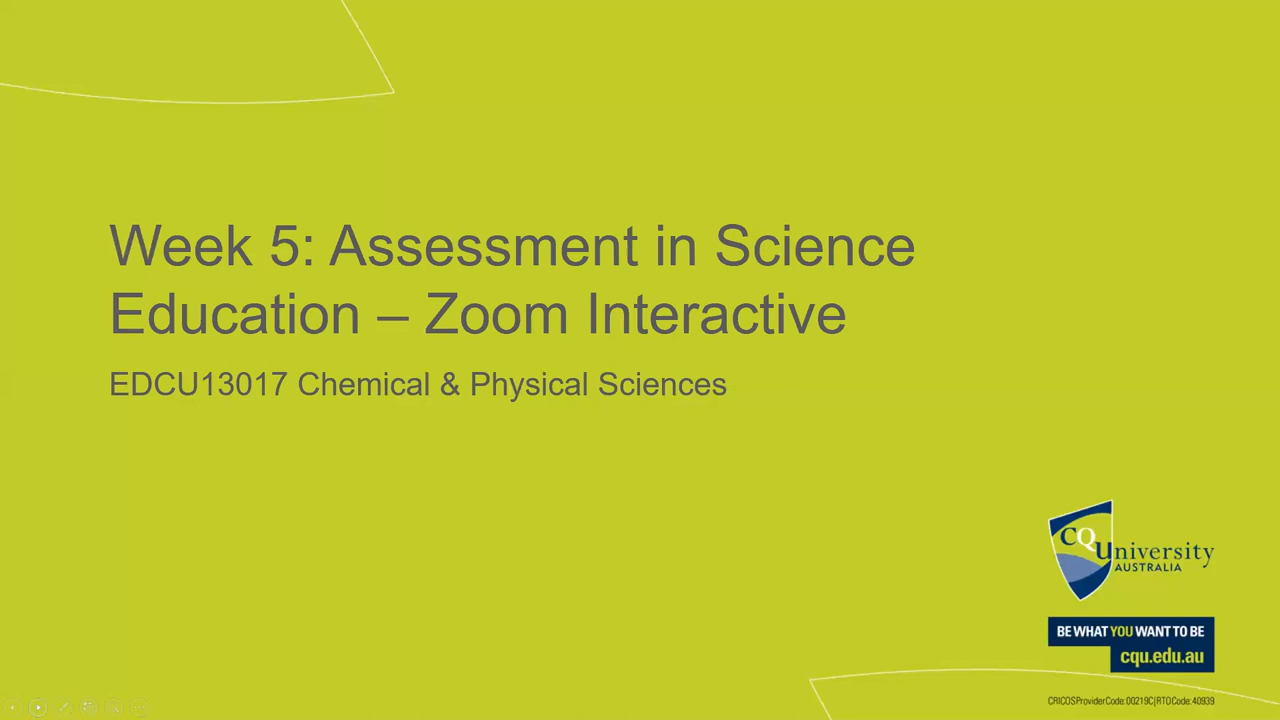 Week 5: Assessment in Science
Education – Zoom Interactive
EDCU13017 Chemical & Physical Sciences
CQUniversity
AUSTRALIA
BE WHAT YOU WANT TO BE
cqu.edu.au
CRICOS Provider Code: 00219C | RTO Code: 40939